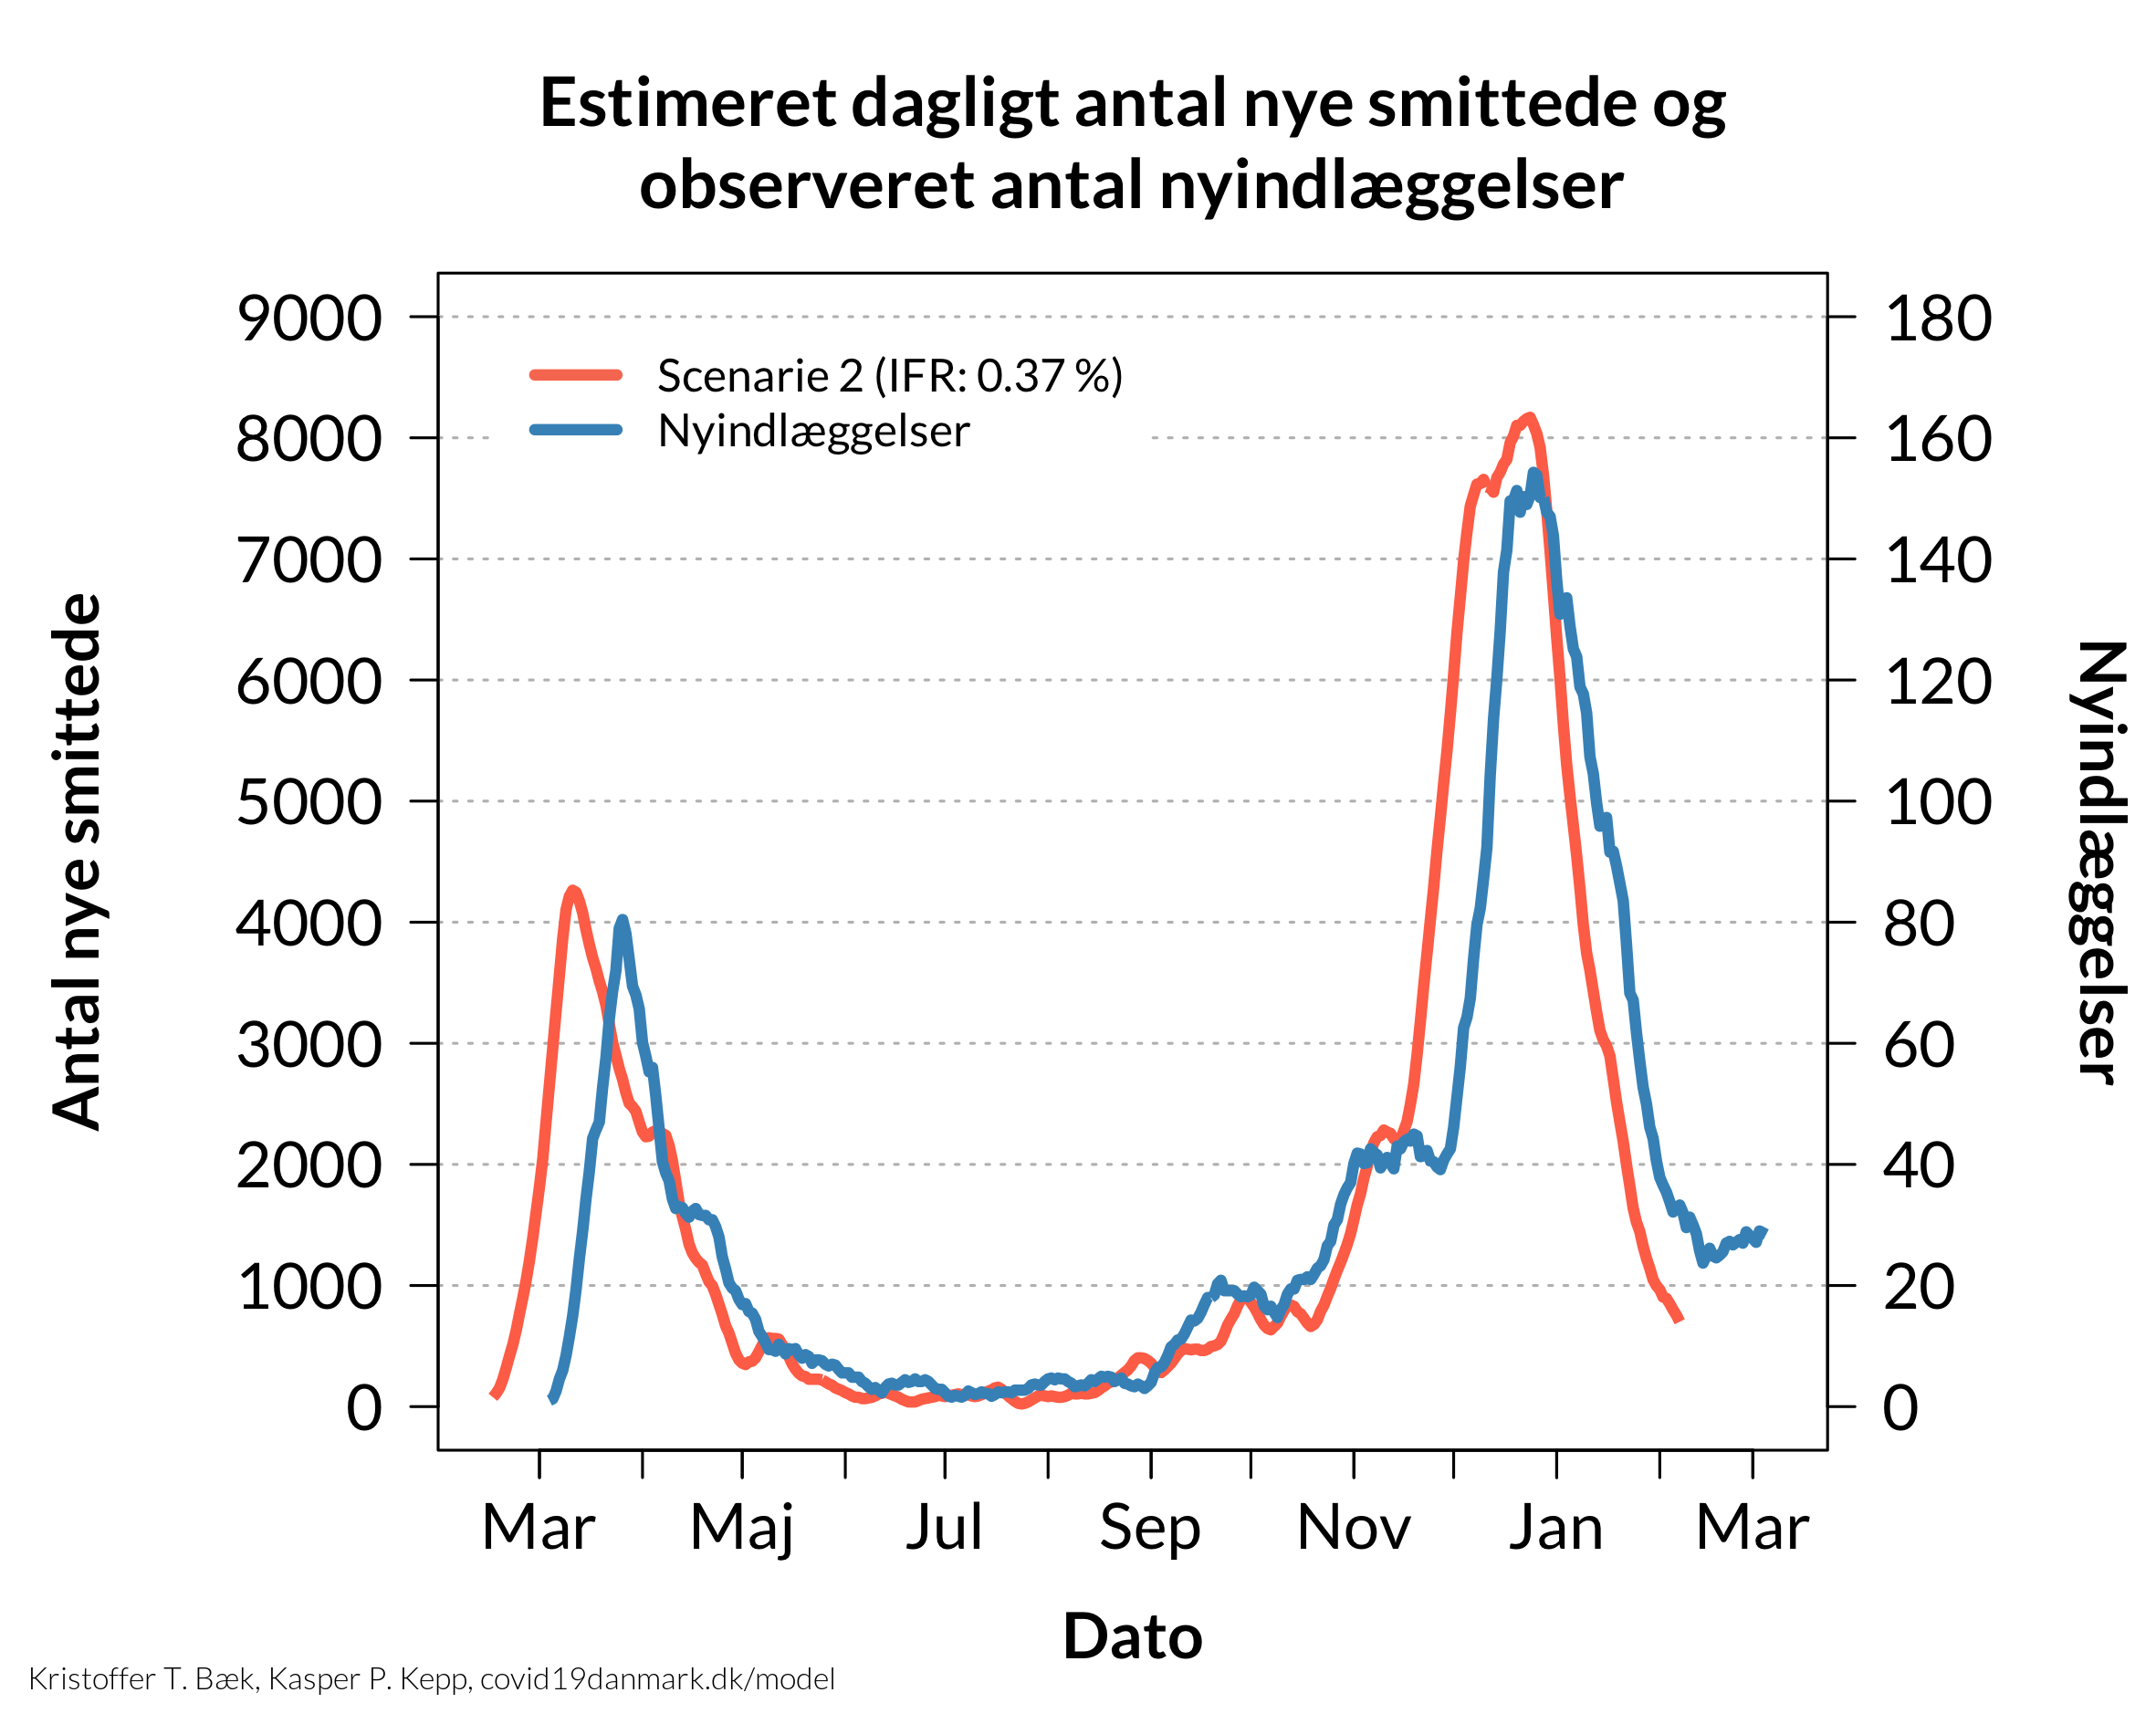 Estimeret dagligt antal nye smittede og
observeret antal nyindlæggelser
Scenarie 2 (IFR: 0.37 %)
Nyindlæggelser
Antal nye smittede
9000
8000
7000
6000
5000
4000
3000
2000
1000
0
180
160
140
120
100
80
60
40
20
0
Nyindlæggelser
Mar Maj Jul Sep Nov Jan Mar
Dato
Kristoffer T. Bæk, Kasper P. Kepp, covid19danmark.dk/model